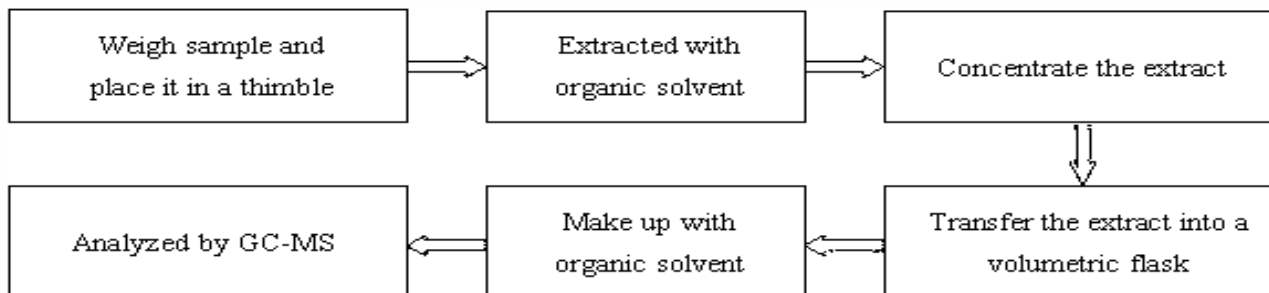 Weigh sample and
place it in a thimble
Extracted with
organic solvent
Concentrate the extract
Transfer the extract into a
volumetric flask
Make up with
organic solvent
Analyzed by GC-MS